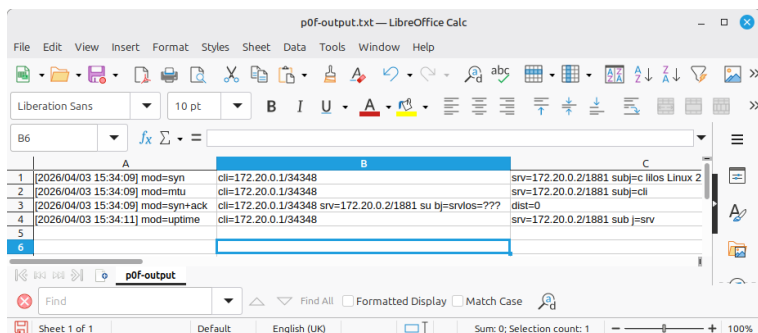 p0f-output.txt — LibreOffice Calc
File Edit View Insert Format Styles Sheet Data Tools Window Help
Liberation Sans 10 pt B I U A
B6 fx Σ =
A B C
1 [2026/04/03 15:34:09] mod=syn cli=172.20.0.1/34348 srv=172.20.0.2/1881 subj=c lilos Linux 2
2 [2026/04/03 15:34:09] mod=mtu cli=172.20.0.1/34348 srv=172.20.0.2/1881 subj=cli
3 [2026/04/03 15:34:09] mod=syn+ack cli=172.20.0.1/34348 srv=172.20.0.2/1881 su bj=srvlos=??? dist=0
4 [2026/04/03 15:34:11] mod=uptime cli=172.20.0.1/34348 srv=172.20.0.2/1881 sub j=srv
5
6
p0f-output
Find Find All Formatted Display Match Case
Sheet 1 of 1 Default English (UK) Sum: 0; Selection count: 1 100%